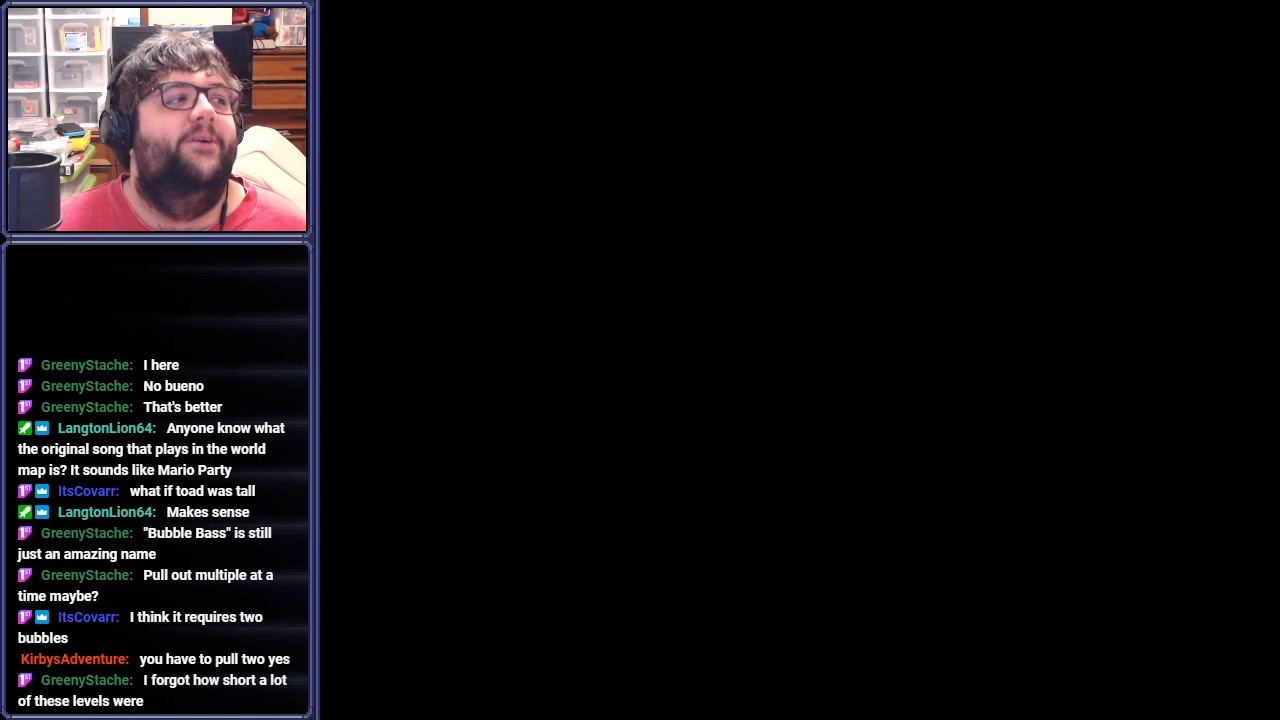 GreenyStache: I here
GreenyStache: No bueno
GreenyStache: That's better
LangtonLion64: Anyone know what
the original song that plays in the world
map is? It sounds like Mario Party
ItsCovarr: what if toad was tall
LangtonLion64: Makes sense
GreenyStache: "Bubble Bass" is still
just an amazing name
GreenyStache: Pull out multiple at a
time maybe?
ItsCovarr: I think it requires two
bubbles
KirbysAdventure: you have to pull two yes
GreenyStache: I forgot how short a lot
of these levels were